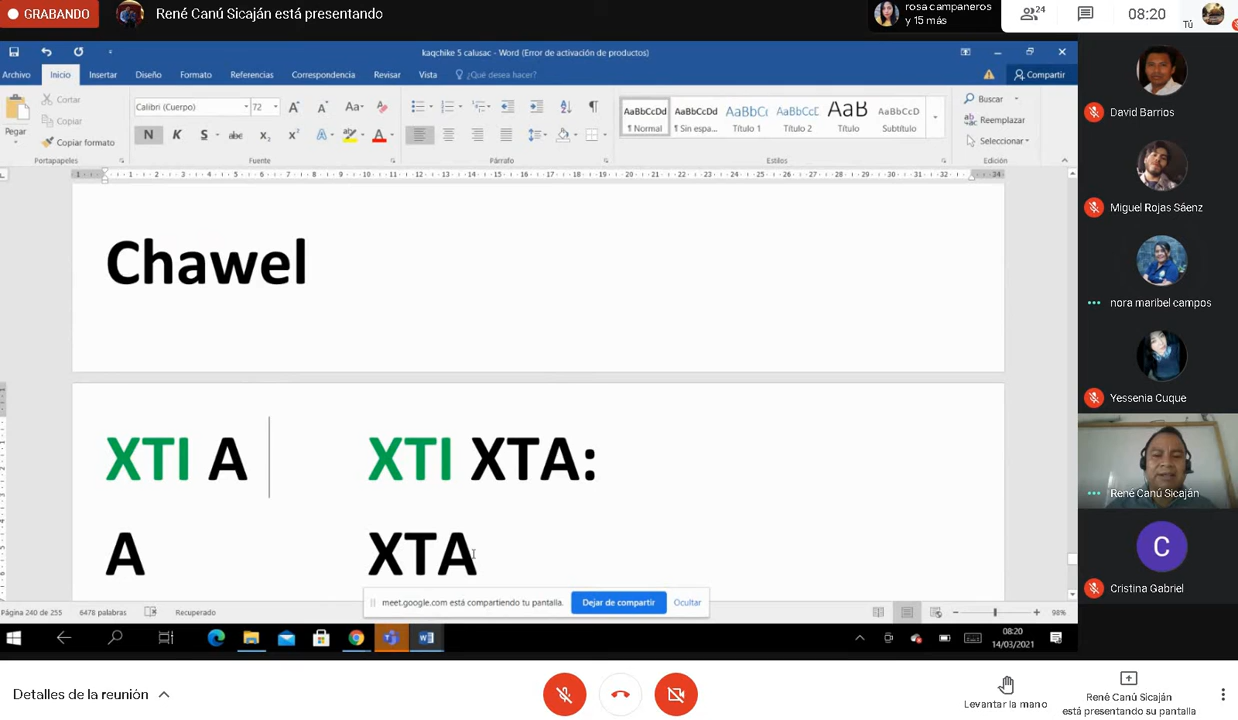 GRABANDO
René Canú Sicaján está presentando
rosa campaneros
y 15 más
24
08:20
Tú
kaqchike 5 calusac - Word (Error de activación de productos)
Archivo Inicio Insertar Diseño Formato Referencias Correspondencia Revisar Vista ¿Qué desea hacer? Compartir
Pegar
Cortar
Copiar
Copiar formato
Portapapeles
Calibri (Cuerpo) 72
N K S abc X₂ X²
Fuente
Párrafo
AaBbCcDd AaBbCcDd AaBbCc AaBbCcD AaB AaBbCcD
¶ Normal ¶ Sin espa... Título 1 Título 2 Título Subtítulo
Estilos
Buscar
Reemplazar
Seleccionar
Edición
Chawel
XTI A XTI XTA:
A XTA
meet.google.com está compartiendo tu pantalla. Dejar de compartir Ocultar
Página 240 de 255 6478 palabras Recuperado 98%
08:20
14/03/2021
David Barrios
Miguel Rojas Sáenz
nora maribel campos
Yessenia Cuque
René Canú Sicaján
C
Cristina Gabriel
Detalles de la reunión
Levantar la mano
René Canú Sicaján
está presentando su pantalla